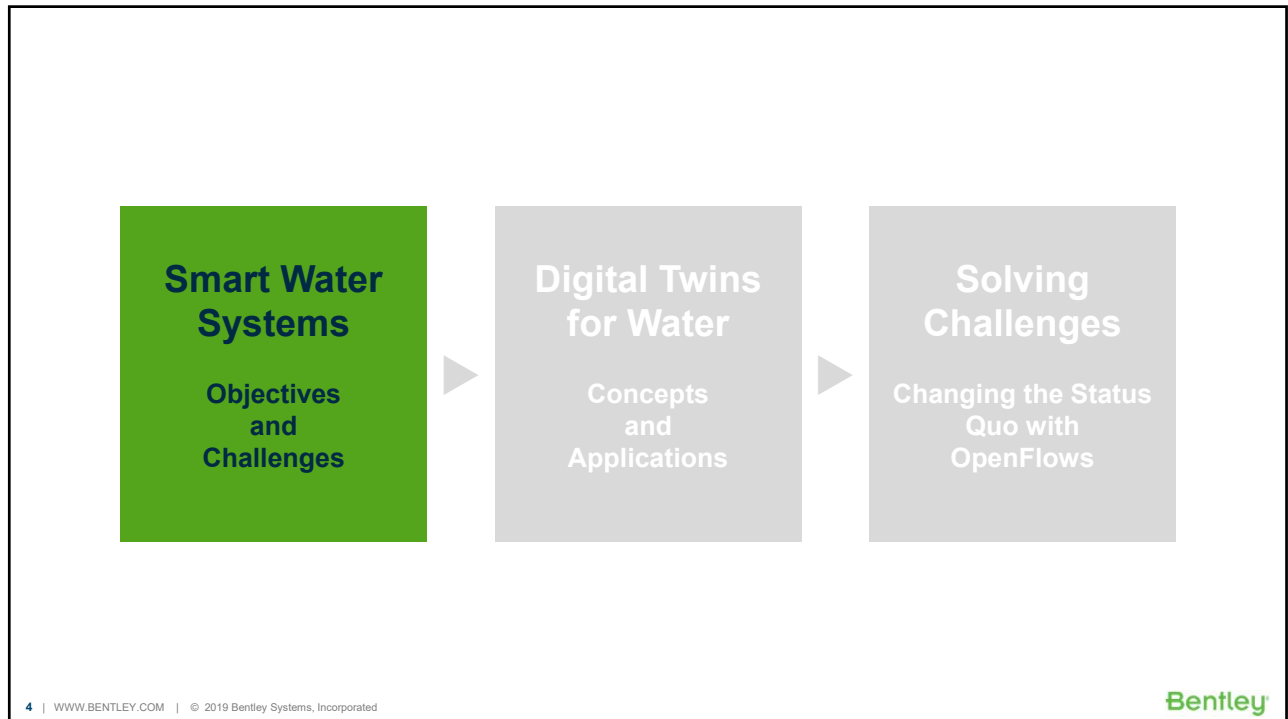 Smart Water
Systems
Objectives
and
Challenges
Digital Twins
for Water
Concepts
and
Applications
Solving
Challenges
Changing the Status
Quo with
OpenFlows
4 | WWW.BENTLEY.COM | © 2019 Bentley Systems, Incorporated
Bentley